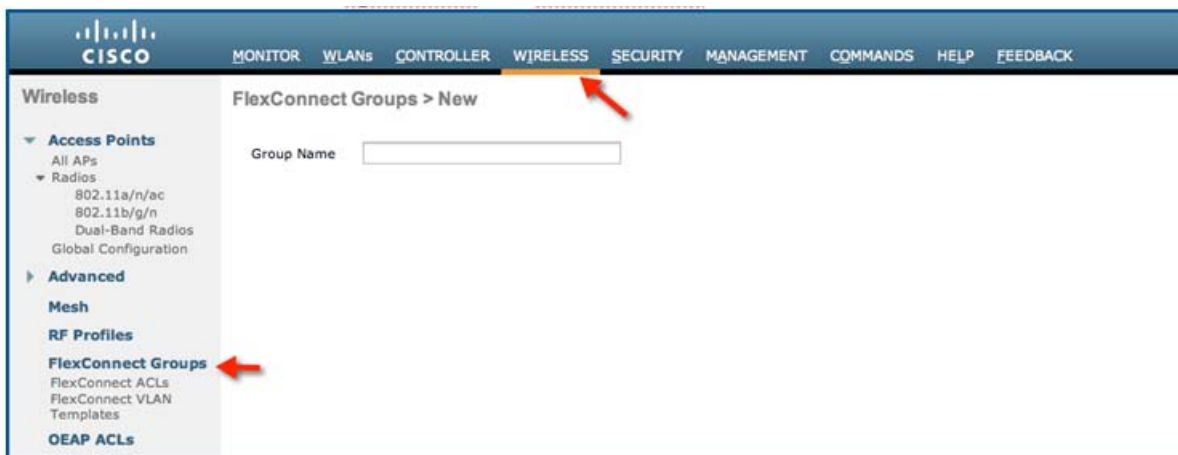 CISCO
MONITOR WLANs CONTROLLER WIRELESS SECURITY MANAGEMENT COMMANDS HELP FEEDBACK
Wireless
Access Points
All APs
Radios
802.11a/n/ac
802.11b/g/n
Dual-Band Radios
Global Configuration
Advanced
Mesh
RF Profiles
FlexConnect Groups
FlexConnect ACLs
FlexConnect VLAN
Templates
OEAP ACLs
FlexConnect Groups > New
Group Name